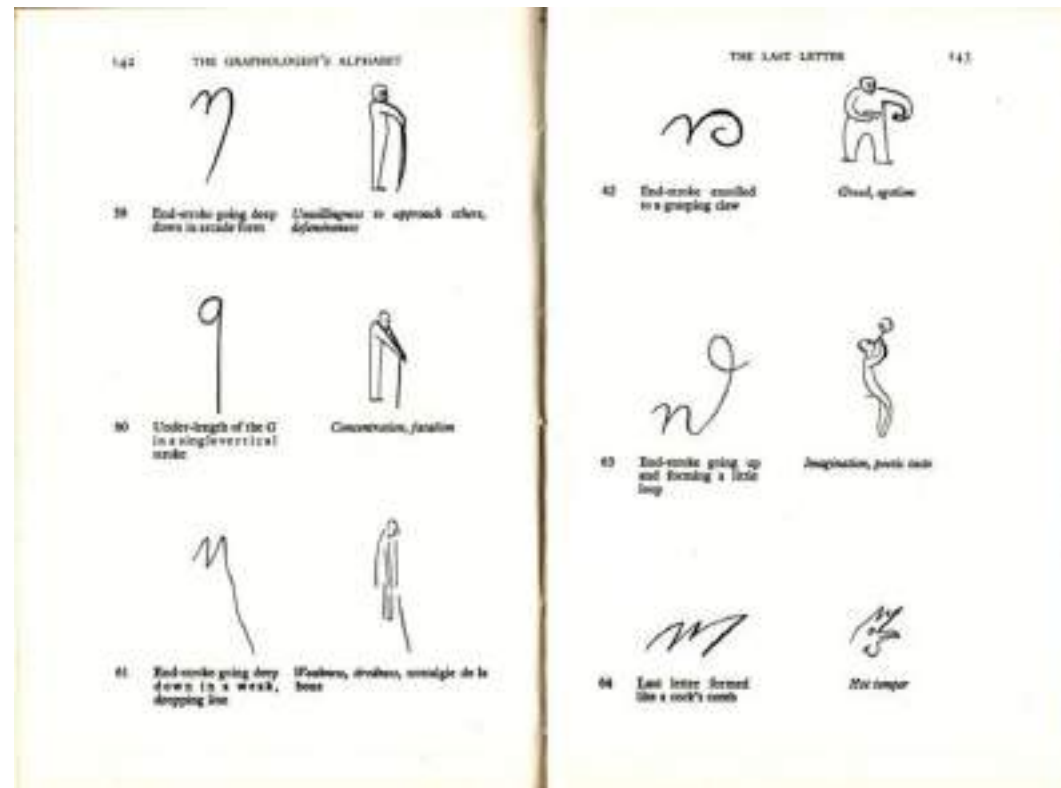 142 THE GRAPHOLOGIST'S ALPHABET
59 End-stroke going deep
down in arcade form
Unwillingness to approach others,
defensiveness
60 Under-length of the G
in a single vertical
stroke
Concentration, fatalism
61 End-stroke going deep
down in a weak,
dropping line
Weakness, nostalgie de la
boue
THE LAST LETTER 143
62 End-stroke enrolled
to a grasping claw
Greed, egotism
63 End-stroke going up
and forming a little
loop
Imagination, poetic taste
64 Last letter formed
like a cock's comb
Hot temper